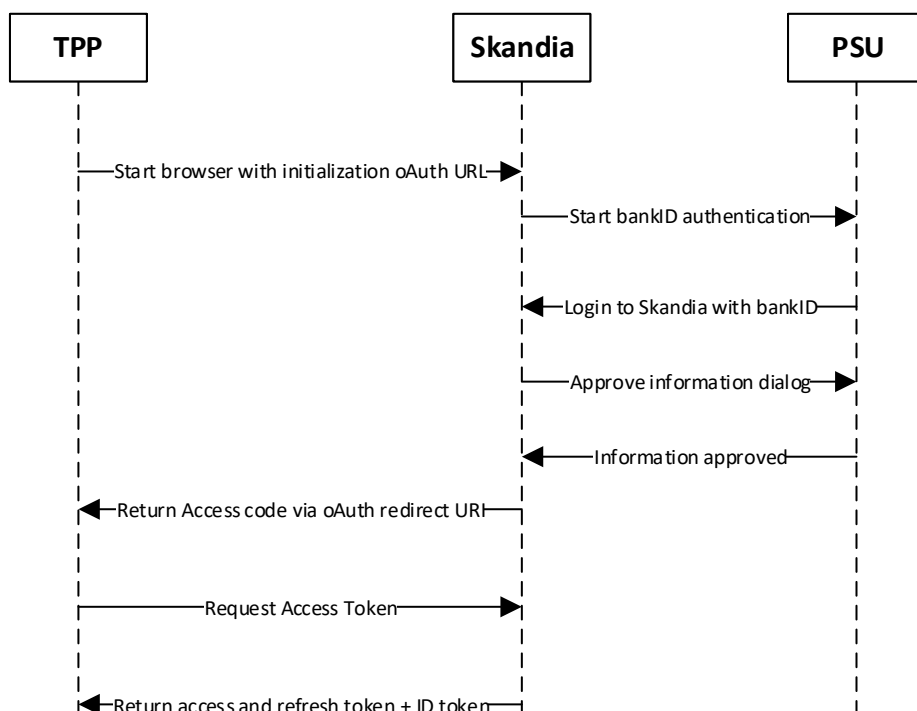 TPP
Skandia
PSU
Start browser with initialization oAuth URL
Start bankID authentication
Login to Skandia with bankID
Approve information dialog
Information approved
Return Access code via oAuth redirect URI
Request Access Token
Return access and refresh token + ID token